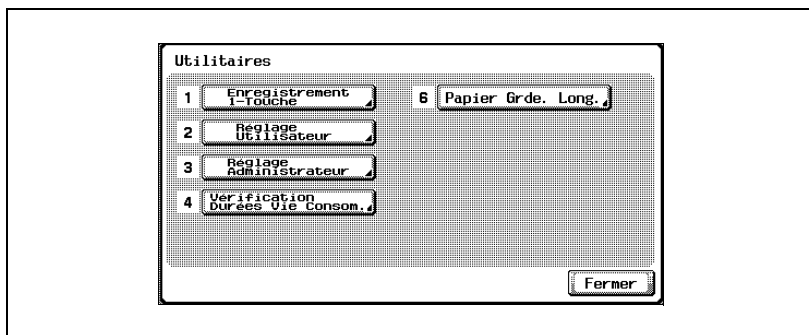 Utilitaires
1 Enregistrement
1-Touche
6 Papier Grde. Long.
2 Réglage
Utilisateur
3 Réglage
Administrateur
4 Vérification
Durées Vie Consom.
Fermer